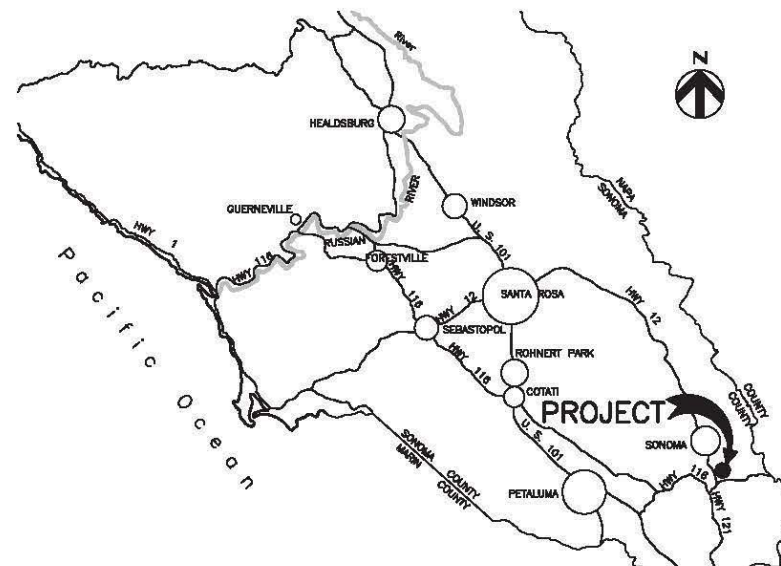 River
N
HEALDSBURG
NAPA
SONOMA
RIVER
GUERNEVILLE
WINDSOR
HWY 1
U. S. 101
RUSSIAN
HWY 116
FORESTVILLE
Pacific Ocean
HWY 116
SANTA ROSA
HWY 12
HWY 12
SEBASTOPOL
ROHNERT PARK
HWY 116
COTATI
COUNTY
COUNTY
PROJECT
U. S. 101
SONOMA
SONOMA COUNTY
MARIN COUNTY
HWY 116
PETALUMA
HWY 121